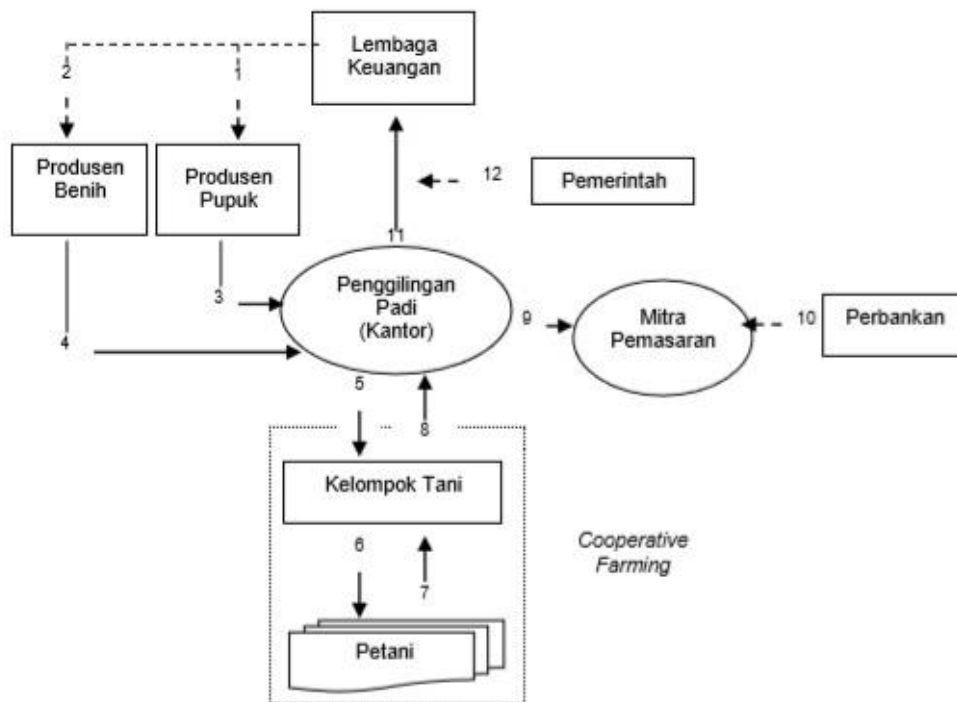 Lembaga
Keuangan
2
1
Produsen
Benih
Produsen
Pupuk
12
Pemerintah
11
3
Penggilingan
Padi
(Kantor)
9
Mitra
Pemasaran
10
Perbankan
4
5
8
Kelompok Tani
6
7
Cooperative
Farming
Petani